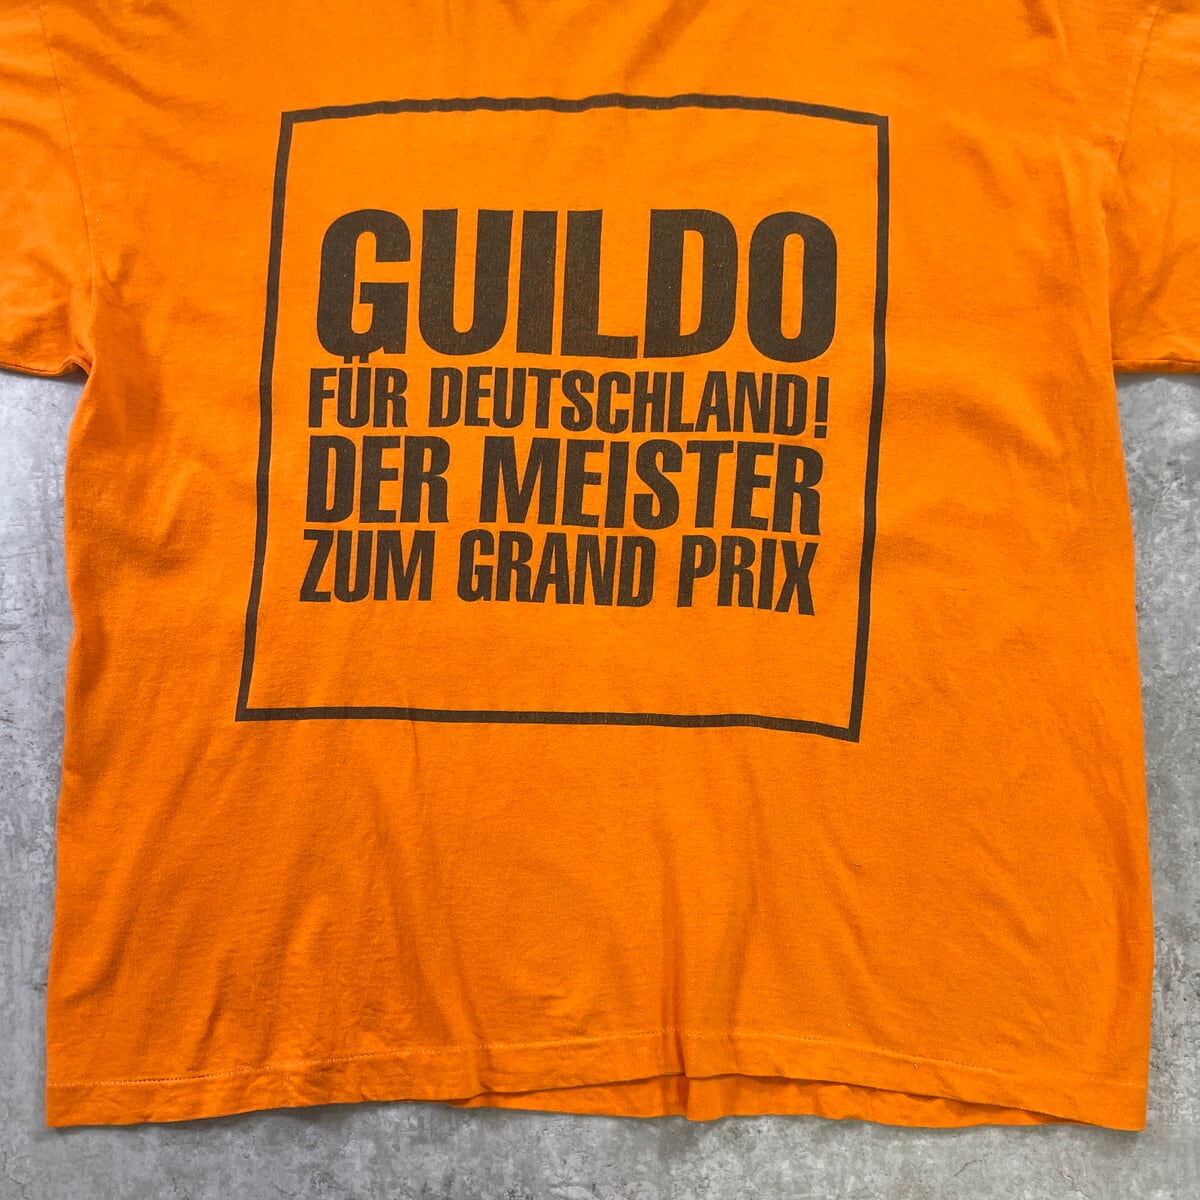 GUILDO
FÜR DEUTSCHLAND!
DER MEISTER
ZUM GRAND PRIX